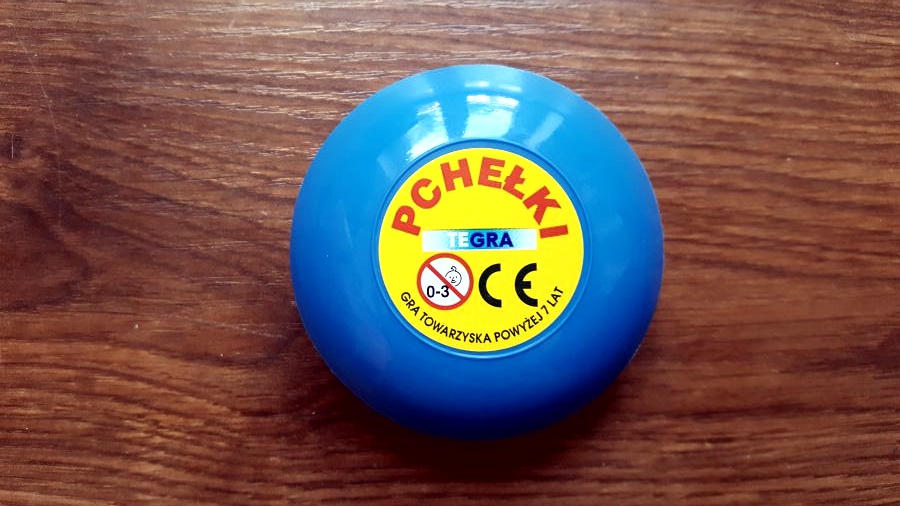 PCHEŁKI
TEGRA
0-3 CE
GRA TOWARZYSKA POWYŻEJ 7 LAT